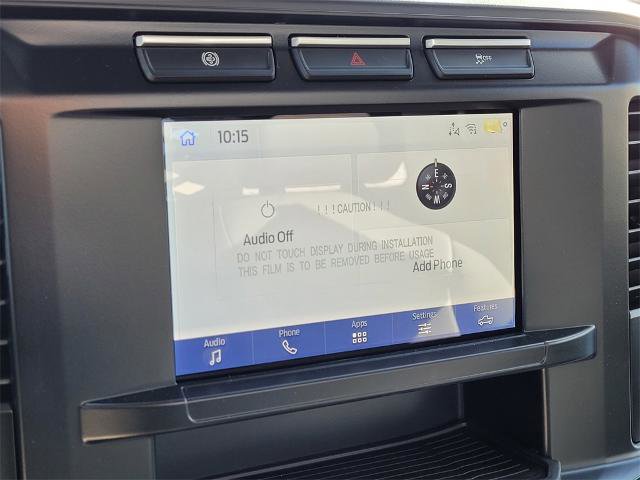 OFF
10:15
E
N S
W
! ! ! CAUTION ! ! !
Audio Off
DO NOT TOUCH DISPLAY DURING INSTALLATION
THIS FILM IS TO BE REMOVED BEFORE USAGE
Add Phone
Audio
Phone
Apps
Settings
Features